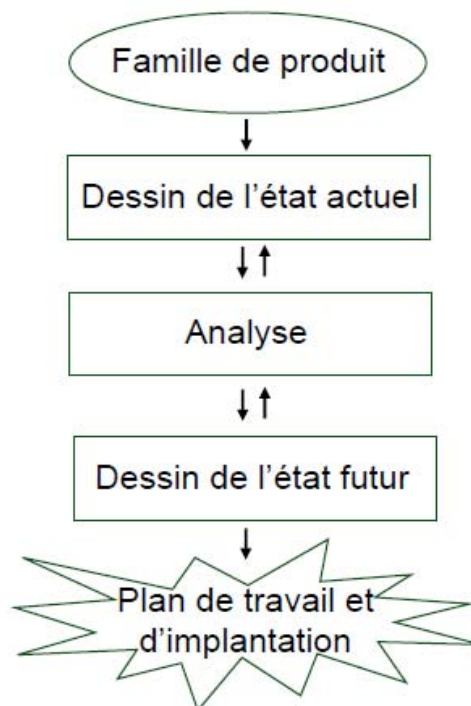 Famille de produit
Dessin de l'état actuel
Analyse
Dessin de l'état futur
Plan de travail et
d'implantation